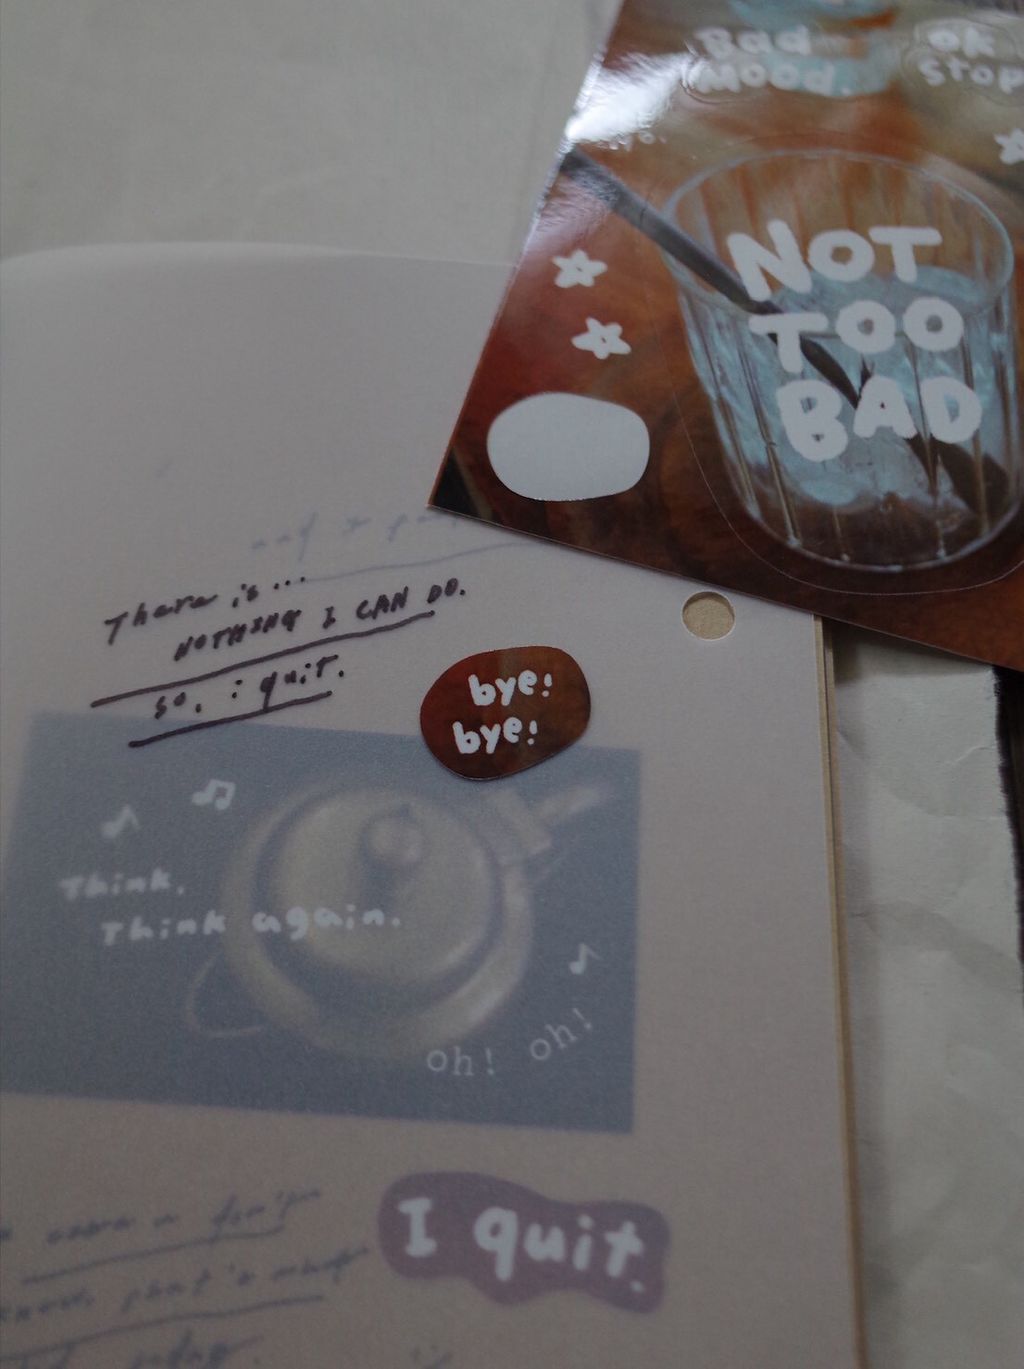 Bad
Mood.
ok
stop
NOT
TOO
BAD
There is...
NOTHING I CAN DO.
so, i quit.
bye!
bye!
Think,
Think again.
oh! oh!
I quit.